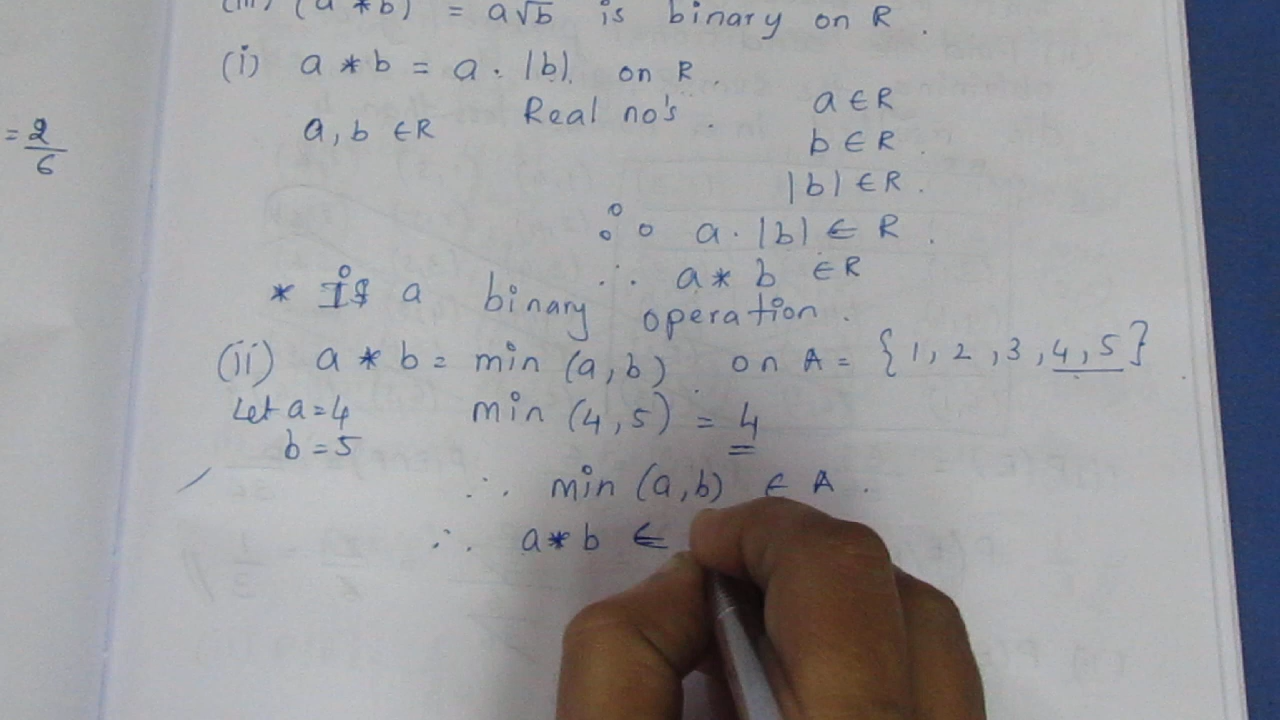 (iii) (a * b) = a√b is binary on R.
(i) a * b = a . |b|. on R.
a, b ∈R Real no's. a ∈ R
b ∈ R.
|b| ∈ R.
∴ a . |b| ∈ R.
∴ a * b ∈R
* is a binary operation.
(ii) a * b = min (a, b). on A = {1, 2, 3, 4, 5}
Let a = 4 min (4, 5) = 4
b = 5
∴ min (a, b) ∈ A.
∴ a * b ∈
= 2/6